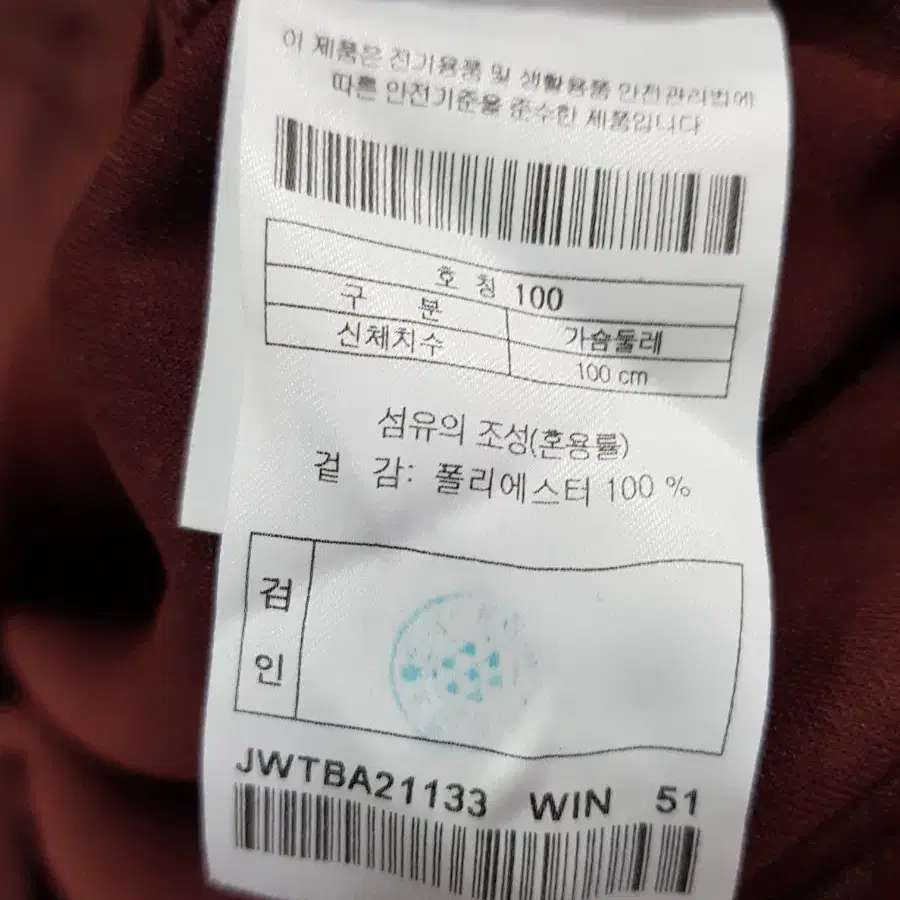 이 제품은 전기용품 및 생활용품 안전관리법에
따른 안전기준을 준수한 제품입니다
호 칭 100
구 분 가슴둘레
신체치수 100 cm
섬유의 조성(혼용률)
겉 감: 폴리에스터 100 %
검
인
JWTBA21133 WIN 51